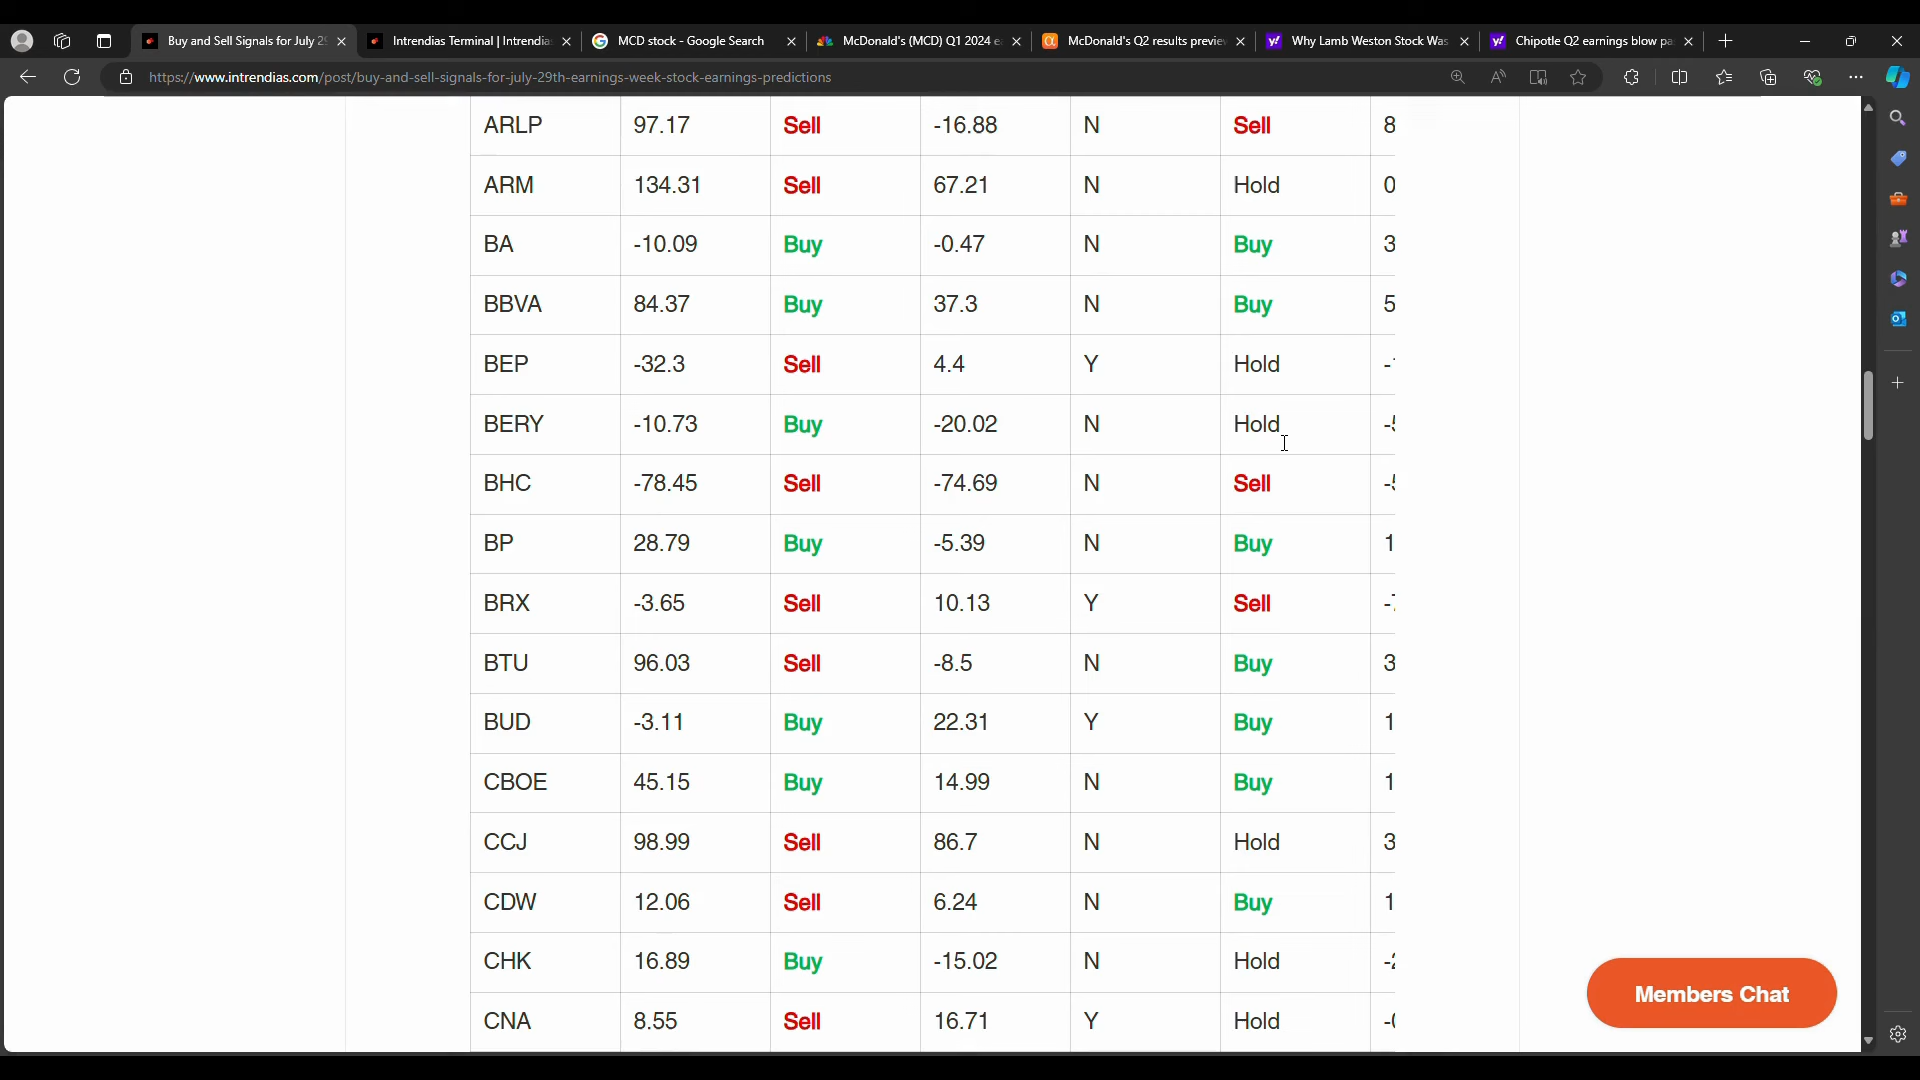 Buy and Sell Signals for July 29
Intrendias Terminal | Intrendia
MCD stock - Google Search
McDonald's (MCD) Q1 2024 e
McDonald's Q2 results preview
Why Lamb Weston Stock Was
Chipotle Q2 earnings blow pa
https://www.intrendias.com/post/buy-and-sell-signals-for-july-29th-earnings-week-stock-earnings-predictions
ARLP 97.17 Sell -16.88 N Sell 8
ARM 134.31 Sell 67.21 N Hold 0
BA -10.09 Buy -0.47 N Buy 3
BBVA 84.37 Buy 37.3 N Buy 5
BEP -32.3 Sell 4.4 Y Hold -1
BERY -10.73 Buy -20.02 N Hold -5
BHC -78.45 Sell -74.69 N Sell -5
BP 28.79 Buy -5.39 N Buy 1
BRX -3.65 Sell 10.13 Y Sell -7
BTU 96.03 Sell -8.5 N Buy 3
BUD -3.11 Buy 22.31 Y Buy 1
CBOE 45.15 Buy 14.99 N Buy 1
CCJ 98.99 Sell 86.7 N Hold 3
CDW 12.06 Sell 6.24 N Buy 1
CHK 16.89 Buy -15.02 N Hold -2
CNA 8.55 Sell 16.71 Y Hold -0
Members Chat